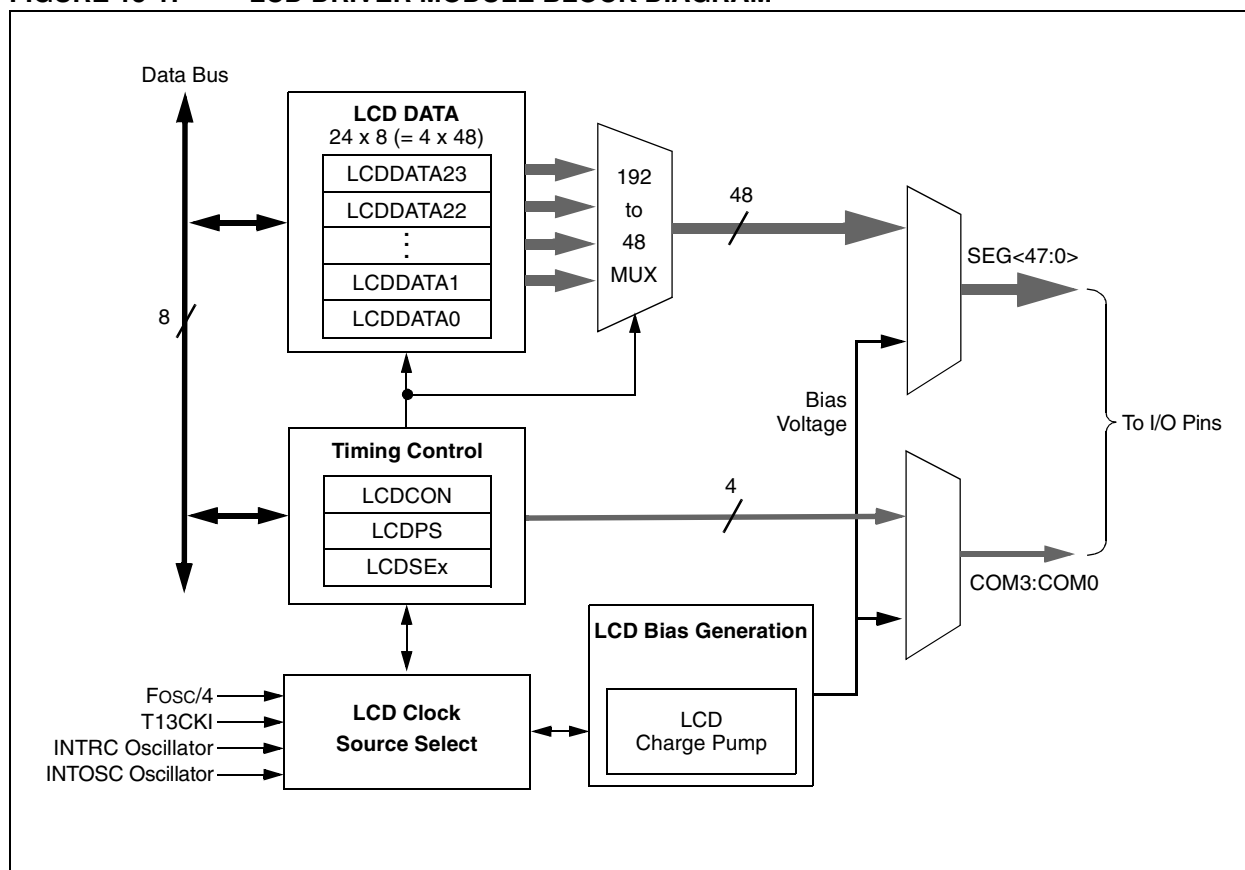 Data Bus
8
LCD DATA
24 x 8 (= 4 x 48)
LCDDATA23
LCDDATA22
⋮
LCDDATA1
LCDDATA0
192
to
48
MUX
48
SEG<47:0>
Bias
Voltage
To I/O Pins
Timing Control
LCDCON
LCDPS
LCDSEx
4
COM3:COM0
LCD Bias Generation
LCD
Charge Pump
FOSC/4
T13CKI
INTRC Oscillator
INTOSC Oscillator
LCD Clock
Source Select